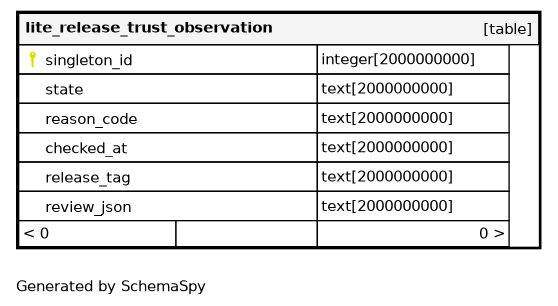 lite_release_trust_observation [table]
singleton_id integer[2000000000]
state text[2000000000]
reason_code text[2000000000]
checked_at text[2000000000]
release_tag text[2000000000]
review_json text[2000000000]
< 0 0 >
Generated by SchemaSpy